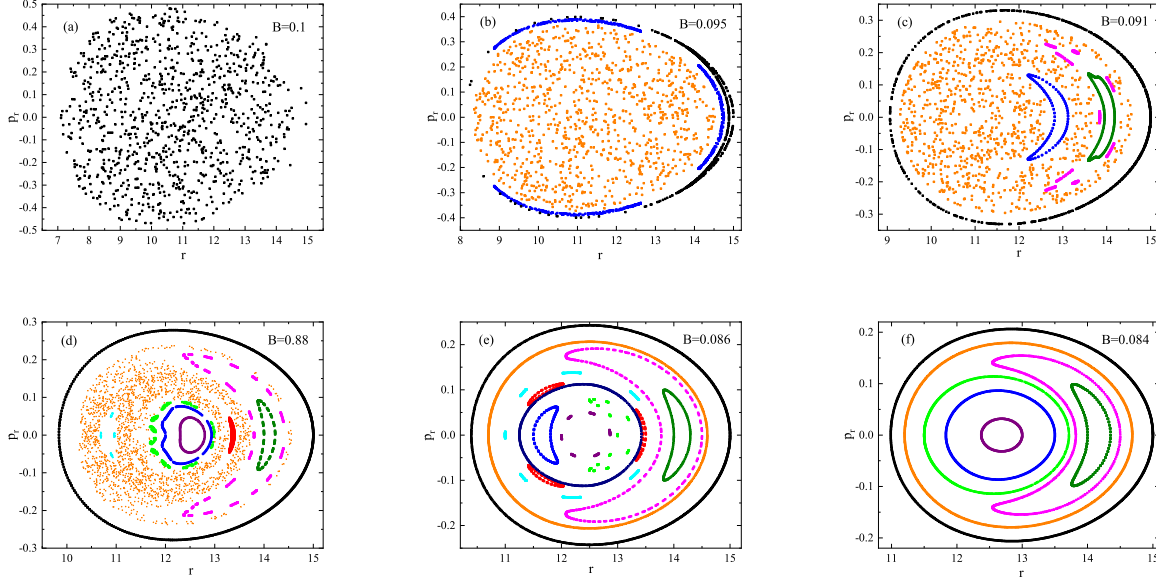 (a)
B=0.1
0.5
0.4
0.3
0.2
0.1
0.0
-0.1
-0.2
-0.3
-0.4
-0.5
p_r
7 8 9 10 11 12 13 14 15
r
(b)
B=0.095
0.4
0.3
0.2
0.1
0.0
-0.1
-0.2
-0.3
-0.4
p_r
8 9 10 11 12 13 14 15
r
(c)
B=0.091
0.3
0.2
0.1
0.0
-0.1
-0.2
-0.3
p_r
9 10 11 12 13 14 15
r
(d)
B=0.88
0.3
0.2
0.1
0.0
-0.1
-0.2
-0.3
p_r
10 11 12 13 14 15
r
(e)
B=0.086
0.2
0.1
0.0
-0.1
-0.2
p_r
11 12 13 14 15
r
(f)
B=0.084
0.2
0.1
0.0
-0.1
-0.2
p_r
11 12 13 14 15
r